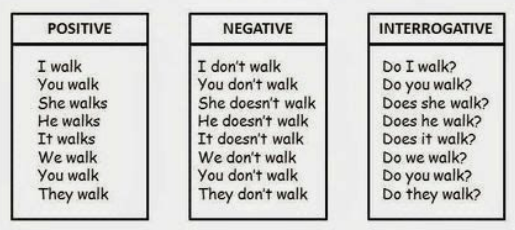 POSITIVE
I walk
You walk
She walks
He walks
It walks
We walk
You walk
They walk
NEGATIVE
I don't walk
You don't walk
She doesn't walk
He doesn't walk
It doesn't walk
We don't walk
You don't walk
They don't walk
INTERROGATIVE
Do I walk?
Do you walk?
Does she walk?
Does he walk?
Does it walk?
Do we walk?
Do you walk?
Do they walk?